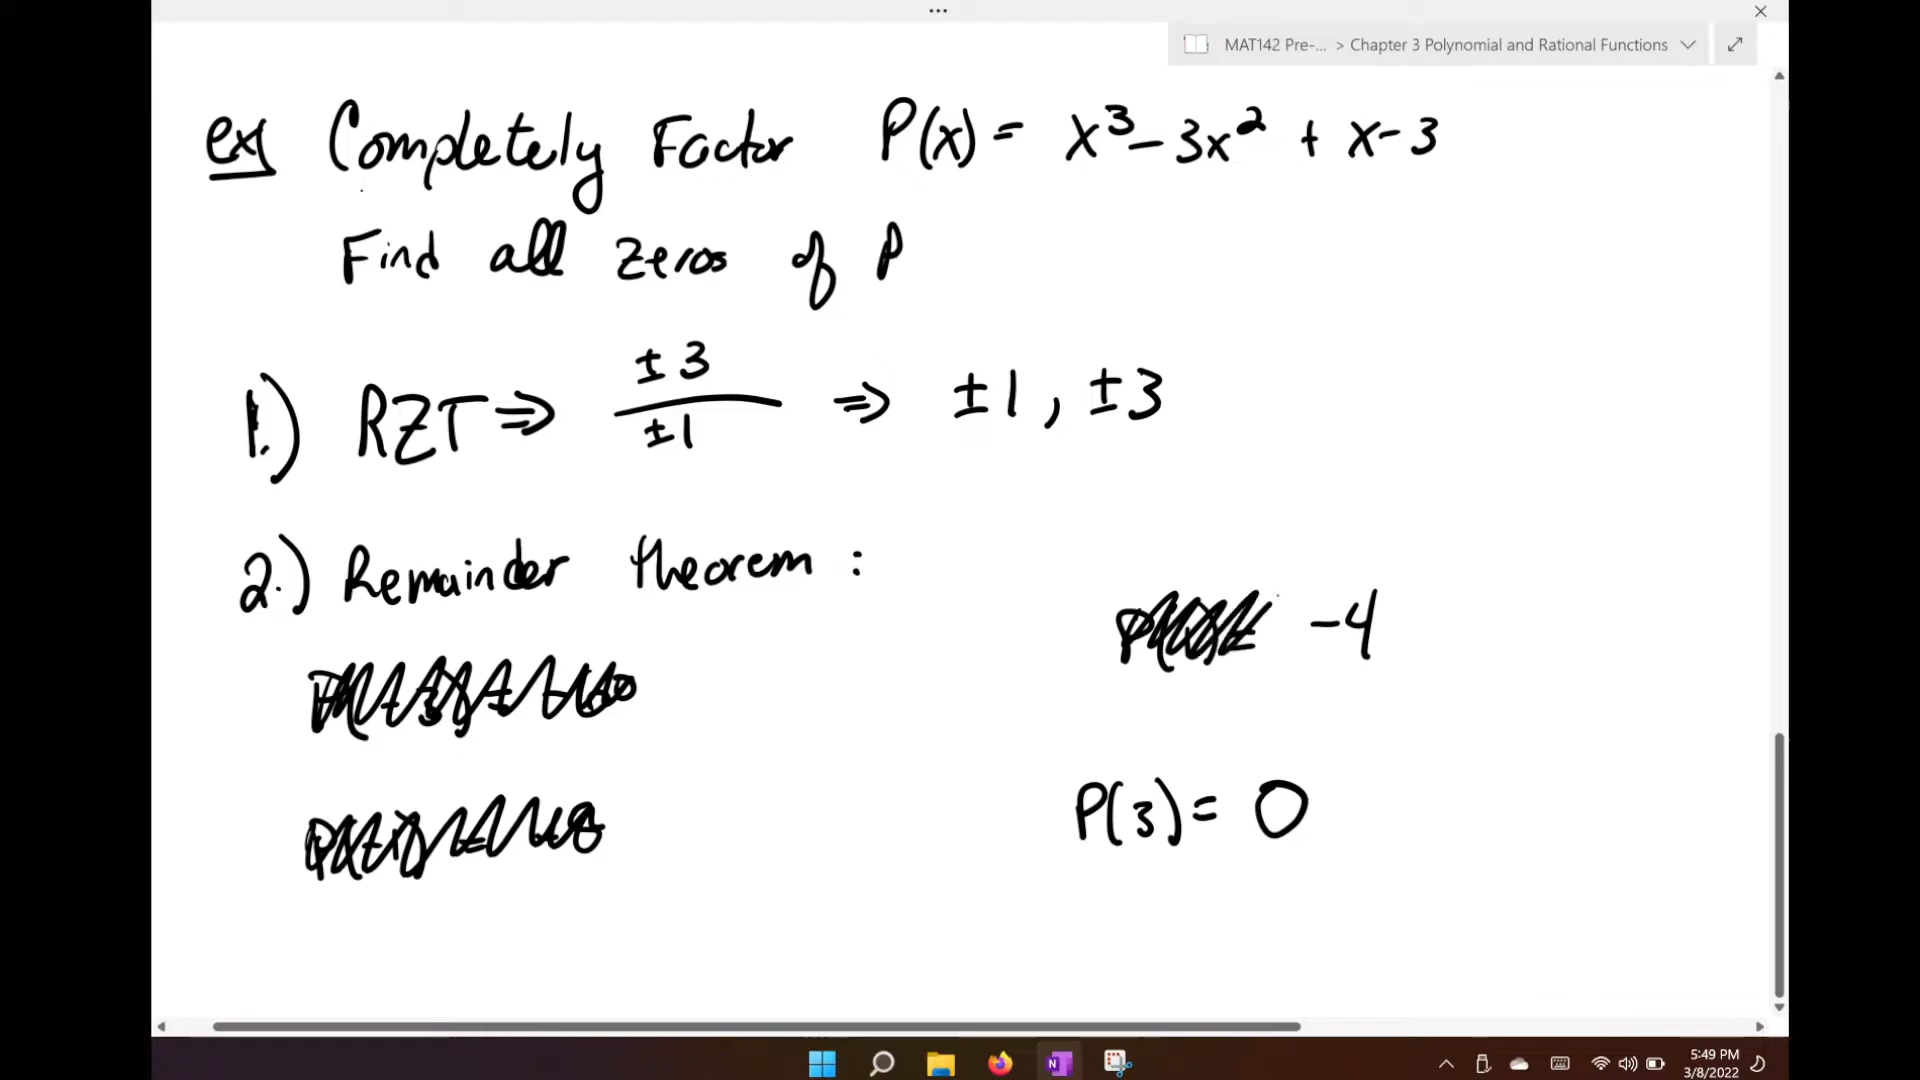 ...
MAT142 Pre-... > Chapter 3 Polynomial and Rational Functions
ex) Completely Factor P(x) = x³ - 3x² + x - 3
Find all zeros of P
1.) RZT ⇒ ±3/±1 ⇒ ±1, ±3
2.) Remainder theorem :
-4
P(3) = 0
5:49 PM
3/8/2022